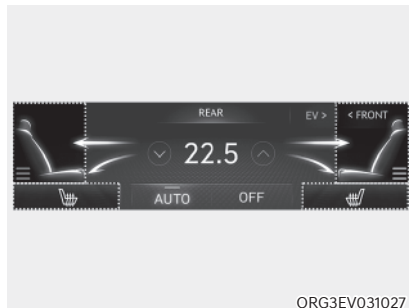 REAR
EV > < FRONT
22.5
AUTO OFF
ORG3EV031027